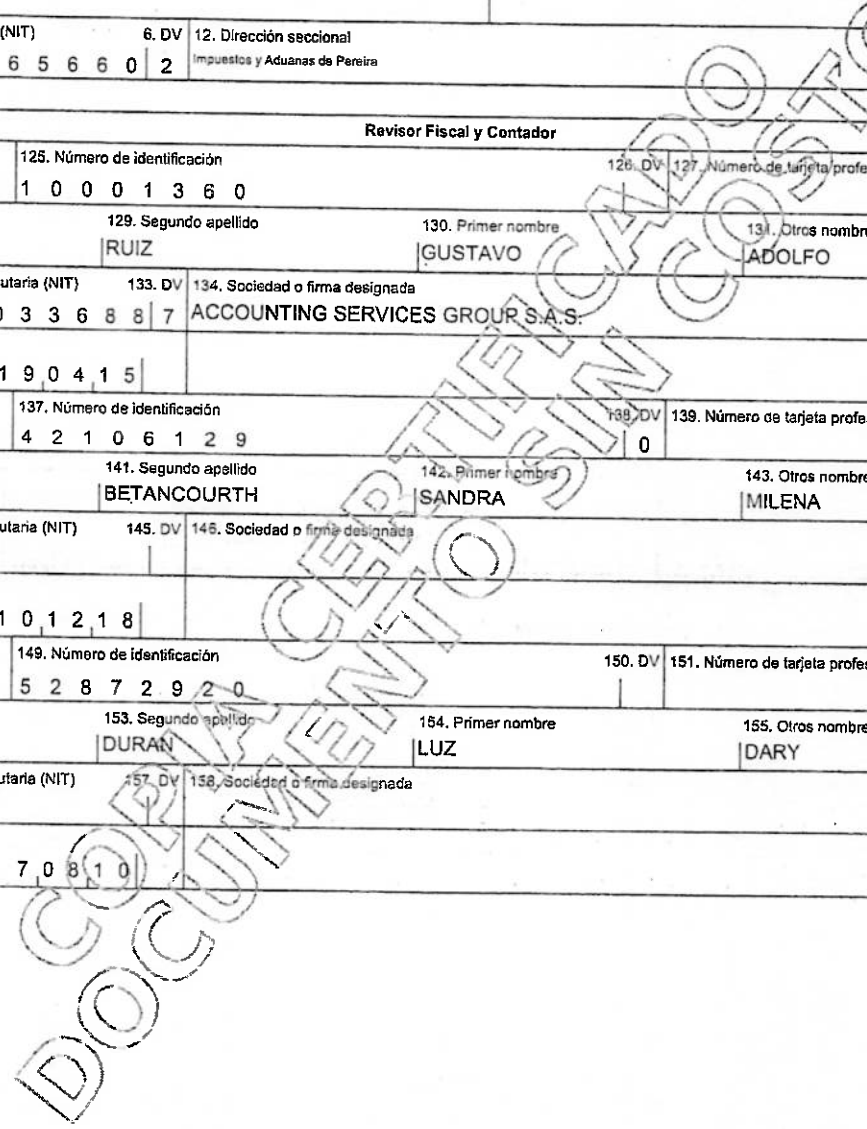 (NIT) 6. DV 12. Dirección seccional
6 5 6 6 0 2 Impuestos y Aduanas de Pereira
Revisor Fiscal y Contador
125. Número de identificación 126. DV 127. Número de tarjeta profe
1 0 0 0 1 3 6 0
129. Segundo apellido 130. Primer nombre 131. Otros nombre
RUIZ GUSTAVO ADOLFO
utaria (NIT) 133. DV 134. Sociedad o firma designada
0 3 3 6 8 8 7 ACCOUNTING SERVICES GROUP S.A.S.
1 9 0 4 1 5
137. Número de identificación 138. DV 139. Número de tarjeta profe
4 2 1 0 6 1 2 9 0
141. Segundo apellido 142. Primer nombre 143. Otros nombre
BETANCOURTH SANDRA MILENA
utaria (NIT) 145. DV 146. Sociedad o firma designada
1 0 1 2 1 8
149. Número de identificación 150. DV 151. Número de tarjeta profes
5 2 8 7 2 9 2 0
153. Segundo apellido 154. Primer nombre 155. Otros nombre
DURAN LUZ DARY
utaria (NIT) 157. DV 158. Sociedad o firma designada
7 0 8 1 0
COPIA CERTIFICADO
DOCUMENTO SIN COSTO